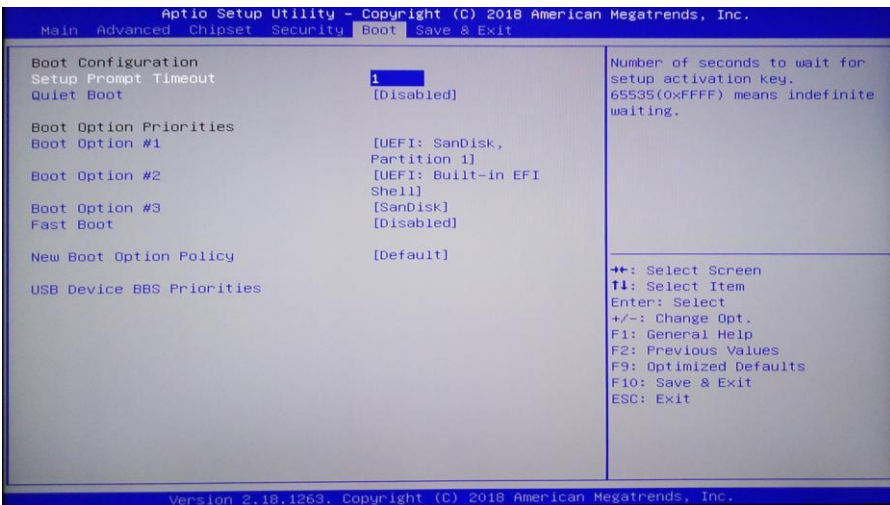 Aptio Setup Utility – Copyright (C) 2018 American Megatrends, Inc.
Main Advanced Chipset Security Boot Save & Exit
Boot Configuration
Setup Prompt Timeout 1
Quiet Boot [Disabled]
Boot Option Priorities
Boot Option #1 [UEFI: SanDisk,
Partition 1]
Boot Option #2 [UEFI: Built-in EFI
Shell]
Boot Option #3 [SanDisk]
Fast Boot [Disabled]
New Boot Option Policy [Default]
USB Device BBS Priorities
Number of seconds to wait for
setup activation key.
65535(0xFFFF) means indefinite
waiting.
→←: Select Screen
↑↓: Select Item
Enter: Select
+/-: Change Opt.
F1: General Help
F2: Previous Values
F9: Optimized Defaults
F10: Save & Exit
ESC: Exit
Version 2.18.1263. Copyright (C) 2018 American Megatrends, Inc.